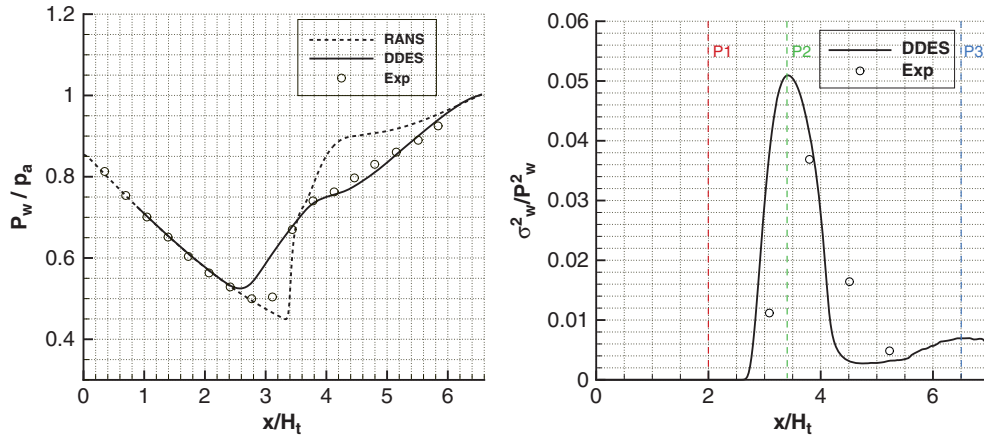 1.2
1
0.8
0.6
0.4
P_w / p_a
0 1 2 3 4 5 6
x/H_t
RANS
DDES
Exp
0.06
0.05
0.04
0.03
0.02
0.01
0
σ²_w/P²_w
0 2 4 6
x/H_t
P1
P2
P3
DDES
Exp